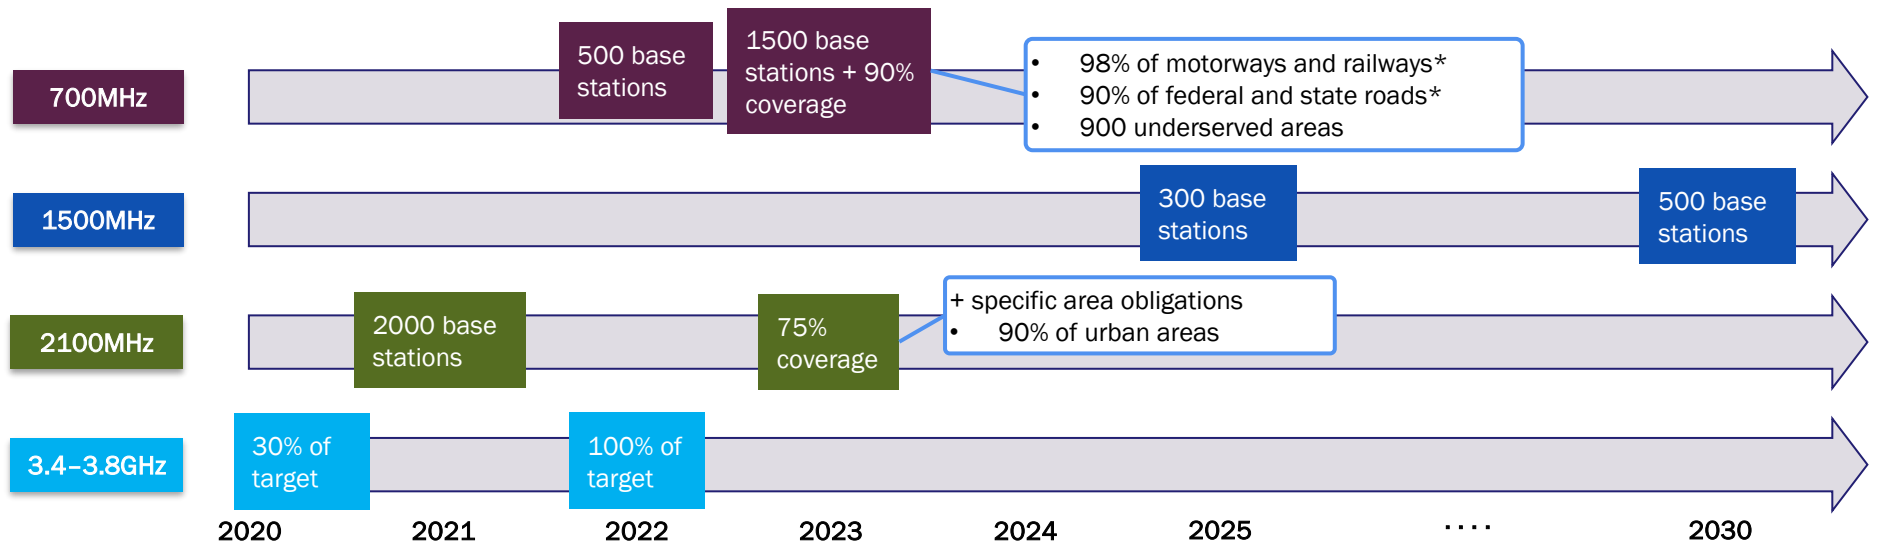 700MHz
500 base
stations
1500 base
stations + 90%
coverage
• 98% of motorways and railways*
• 90% of federal and state roads*
• 900 underserved areas
1500MHz
300 base
stations
500 base
stations
2100MHz
2000 base
stations
75%
coverage
+ specific area obligations
• 90% of urban areas
3.4–3.8GHz
30% of
target
100% of
target
2020 2021 2022 2023 2024 2025 .... 2030